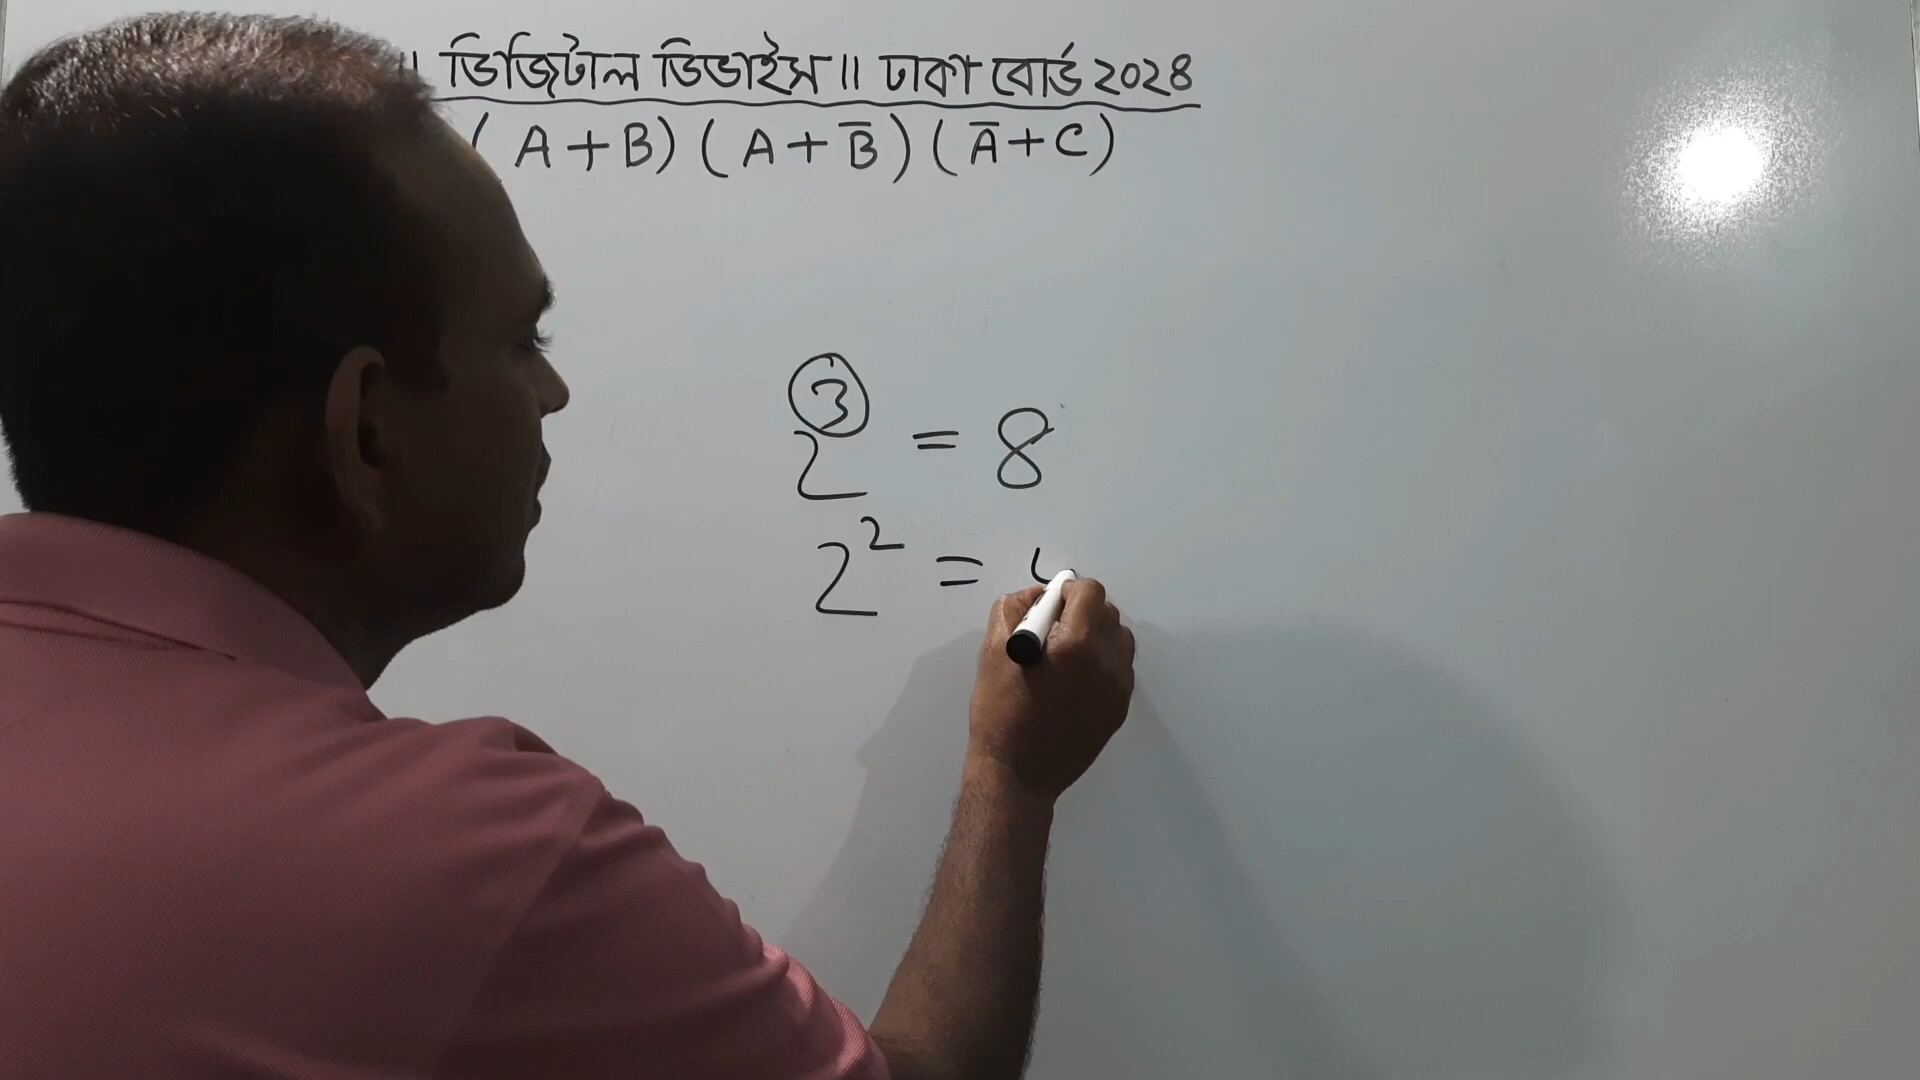 ॥ ডিজিটাল ডিভাইস ॥ ঢাকা বোর্ড ২০২৪
( A + B ) ( A + B̅ ) ( A̅ + C )
2³ = 8
2² = 4